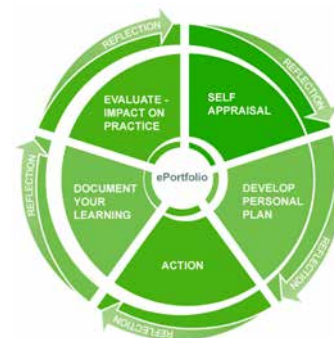 REFLECTION
REFLECTION
EVALUATE -
IMPACT ON
PRACTICE
SELF
APPRAISAL
ePortfolio
DOCUMENT
YOUR
LEARNING
DEVELOP
PERSONAL
PLAN
REFLECTION
ACTION
REFLECTION
REFLECTION